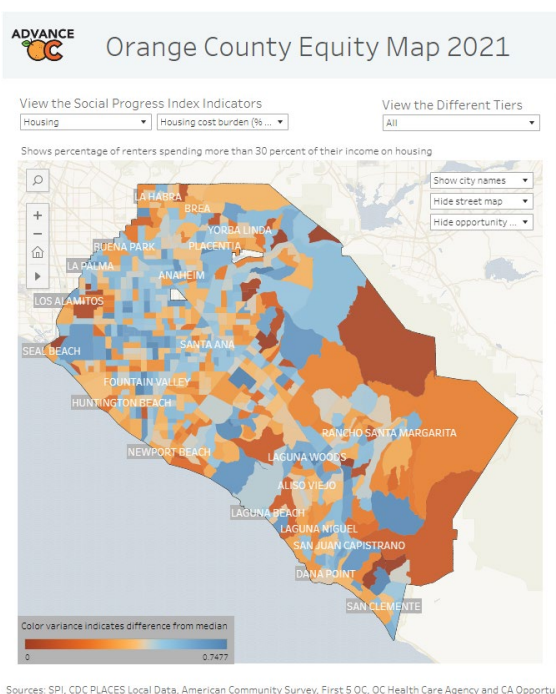 ADVANCE
OC
Orange County Equity Map 2021
View the Social Progress Index Indicators
View the Different Tiers
Housing
Housing cost burden (% ...
All
Shows percentage of renters spending more than 30 percent of their income on housing
Show city names
Hide street map
Hide opportunity ...
LA HABRA
BREA
YORBA LINDA
BUENA PARK
PLACENTIA
LA PALMA
ANAHEIM
LOS ALAMITOS
SANTA ANA
SEAL BEACH
FOUNTAIN VALLEY
HUNTINGTON BEACH
RANCHO SANTA MARGARITA
NEWPORT BEACH
LAGUNA WOODS
ALISO VIEJO
LAGUNA BEACH
LAGUNA NIGUEL
SAN JUAN CAPISTRANO
DANA POINT
SAN CLEMENTE
Color variance indicates difference from median
0
0.7477
Sources: SPI, CDC PLACES Local Data, American Community Survey, First 5 OC, OC Health Care Agency and CA Opportu